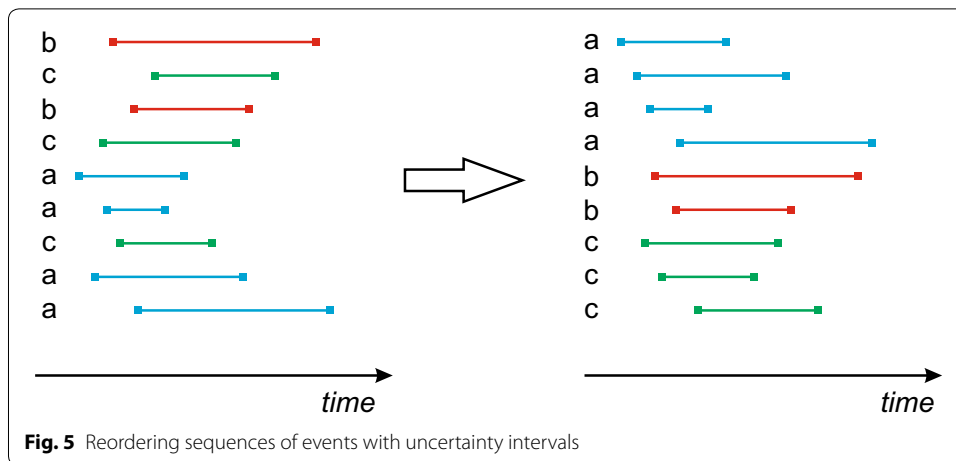 b
c
b
c
a
a
c
a
a
time
a
a
a
a
b
b
c
c
c
time
Fig. 5 Reordering sequences of events with uncertainty intervals